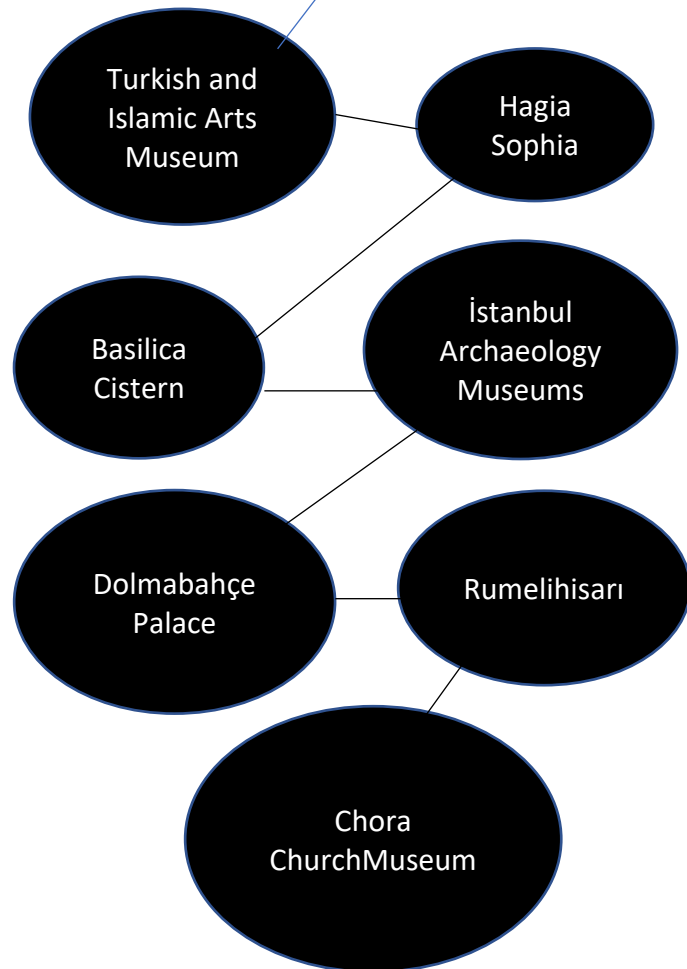 Turkish and
Islamic Arts
Museum
Hagia
Sophia
Basilica
Cistern
İstanbul
Archaeology
Museums
Dolmabahçe
Palace
Rumelihisarı
Chora
ChurchMuseum